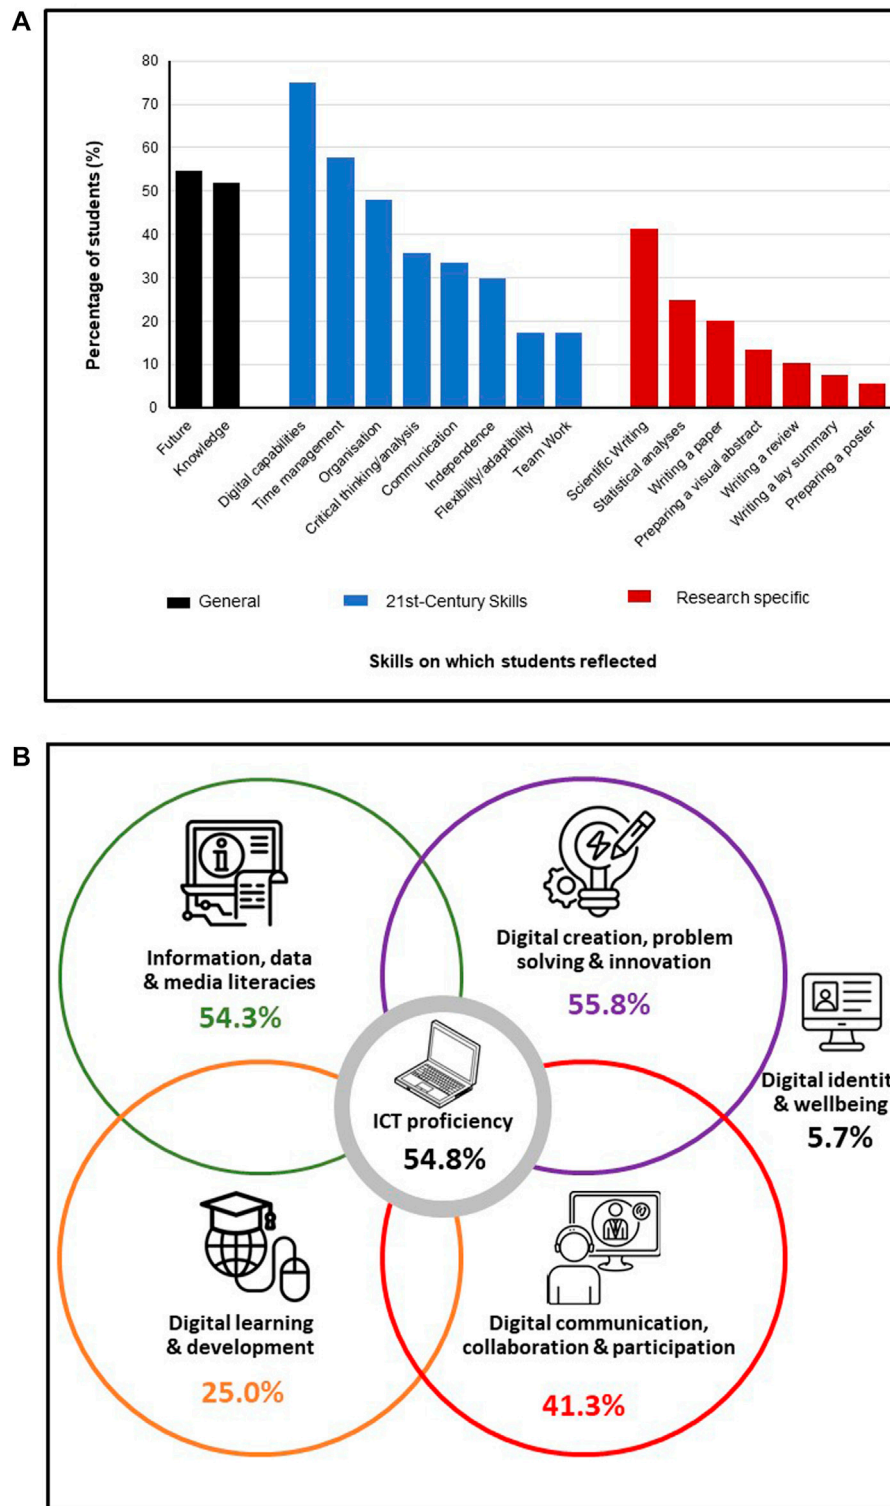 A
Percentage of students (%)
80
70
60
50
40
30
20
10
0
Future
Knowledge
Digital capabilities
Time management
Organisation
Critical thinking/analysis
Communication
Independence
Flexibility/adaptibility
Team Work
Scientific Writing
Statistical analyses
Writing a paper
Preparing a visual abstract
Writing a review
Writing a lay summary
Preparing a poster
General
21st-Century Skills
Research specific
Skills on which students reflected
B
Information, data
& media literacies
54.3%
Digital creation, problem
solving & innovation
55.8%
Digital identit
& wellbeing
5.7%
ICT proficiency
54.8%
Digital learning
& development
25.0%
Digital communication,
collaboration & participation
41.3%